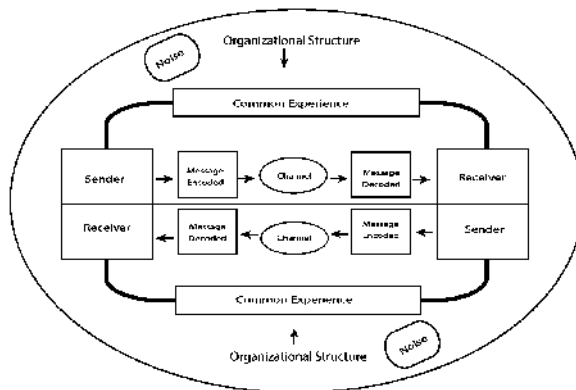 Organizational Structure
Noise
Common Experience
Sender
Message
Encoded
Channel
Message
Decoded
Receiver
Receiver
Message
Decoded
Channel
Message
Encoded
Sender
Common Experience
Noise
Organizational Structure